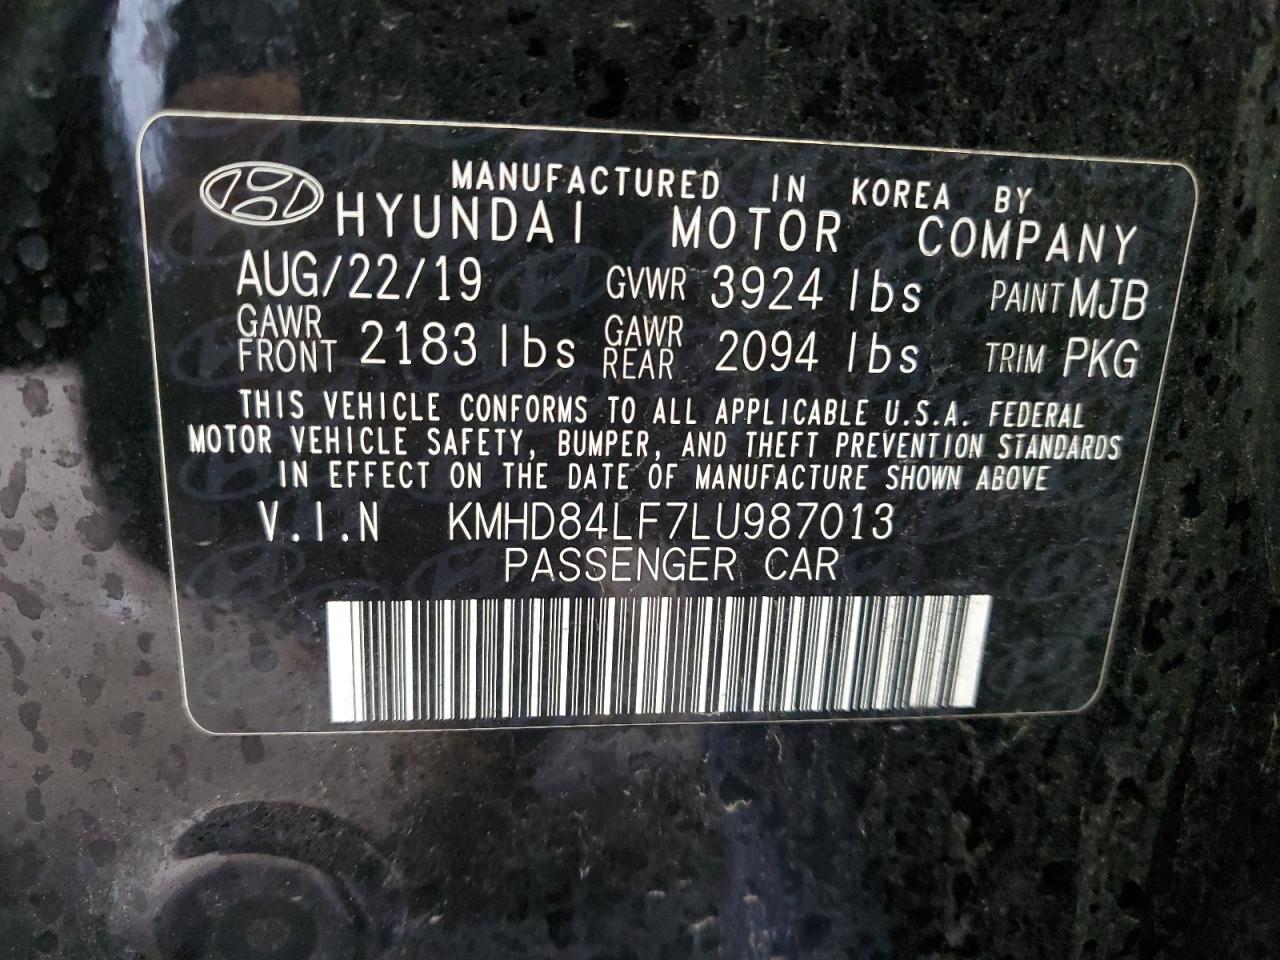 MANUFACTURED IN KOREA BY
HYUNDAI MOTOR COMPANY
AUG/22/19 GVWR 3924 lbs PAINT MJB
GAWR FRONT 2183 lbs GAWR REAR 2094 lbs TRIM PKG
THIS VEHICLE CONFORMS TO ALL APPLICABLE U.S.A. FEDERAL
MOTOR VEHICLE SAFETY, BUMPER, AND THEFT PREVENTION STANDARDS
IN EFFECT ON THE DATE OF MANUFACTURE SHOWN ABOVE
V.I.N KMHD84LF7LU987013
PASSENGER CAR